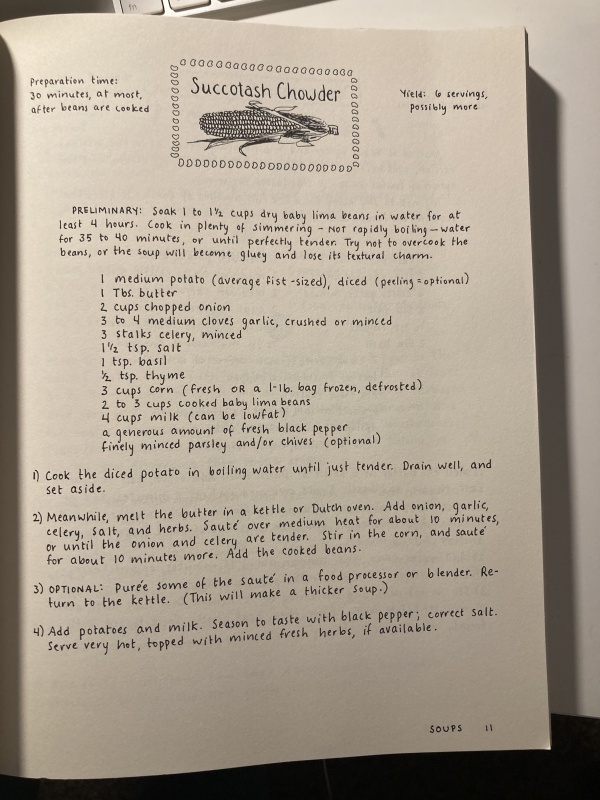 fn
Preparation time:
30 minutes, at most,
after beans are cooked
Succotash Chowder
Yield: 6 servings,
possibly more
PRELIMINARY: Soak 1 to 1½ cups dry baby lima beans in water for at
least 4 hours. Cook in plenty of simmering - NOT rapidly boiling - water
for 35 to 40 minutes, or until perfectly tender. Try not to overcook the
beans, or the soup will become gluey and lose its textural charm.
1 medium potato (average fist-sized), diced (peeling = optional)
1 Tbs. butter
2 cups chopped onion
3 to 4 medium cloves garlic, crushed or minced
3 stalks celery, minced
1½ tsp. salt
1 tsp. basil
½ tsp. thyme
3 cups corn (fresh OR a 1-lb. bag frozen, defrosted)
2 to 3 cups cooked baby lima beans
4 cups milk (can be lowfat)
a generous amount of fresh black pepper
finely minced parsley and/or chives (optional)
1) Cook the diced potato in boiling water until just tender. Drain well, and
set aside.
2) Meanwhile, melt the butter in a kettle or Dutch oven. Add onion, garlic,
celery, salt, and herbs. Sauté over medium heat for about 10 minutes,
or until the onion and celery are tender. Stir in the corn, and sauté
for about 10 minutes more. Add the cooked beans.
3) OPTIONAL: Purée some of the sauté in a food processor or blender. Re-
turn to the kettle. (This will make a thicker soup.)
4) Add potatoes and milk. Season to taste with black pepper; correct salt.
Serve very hot, topped with minced fresh herbs, if available.
SOUPS 11